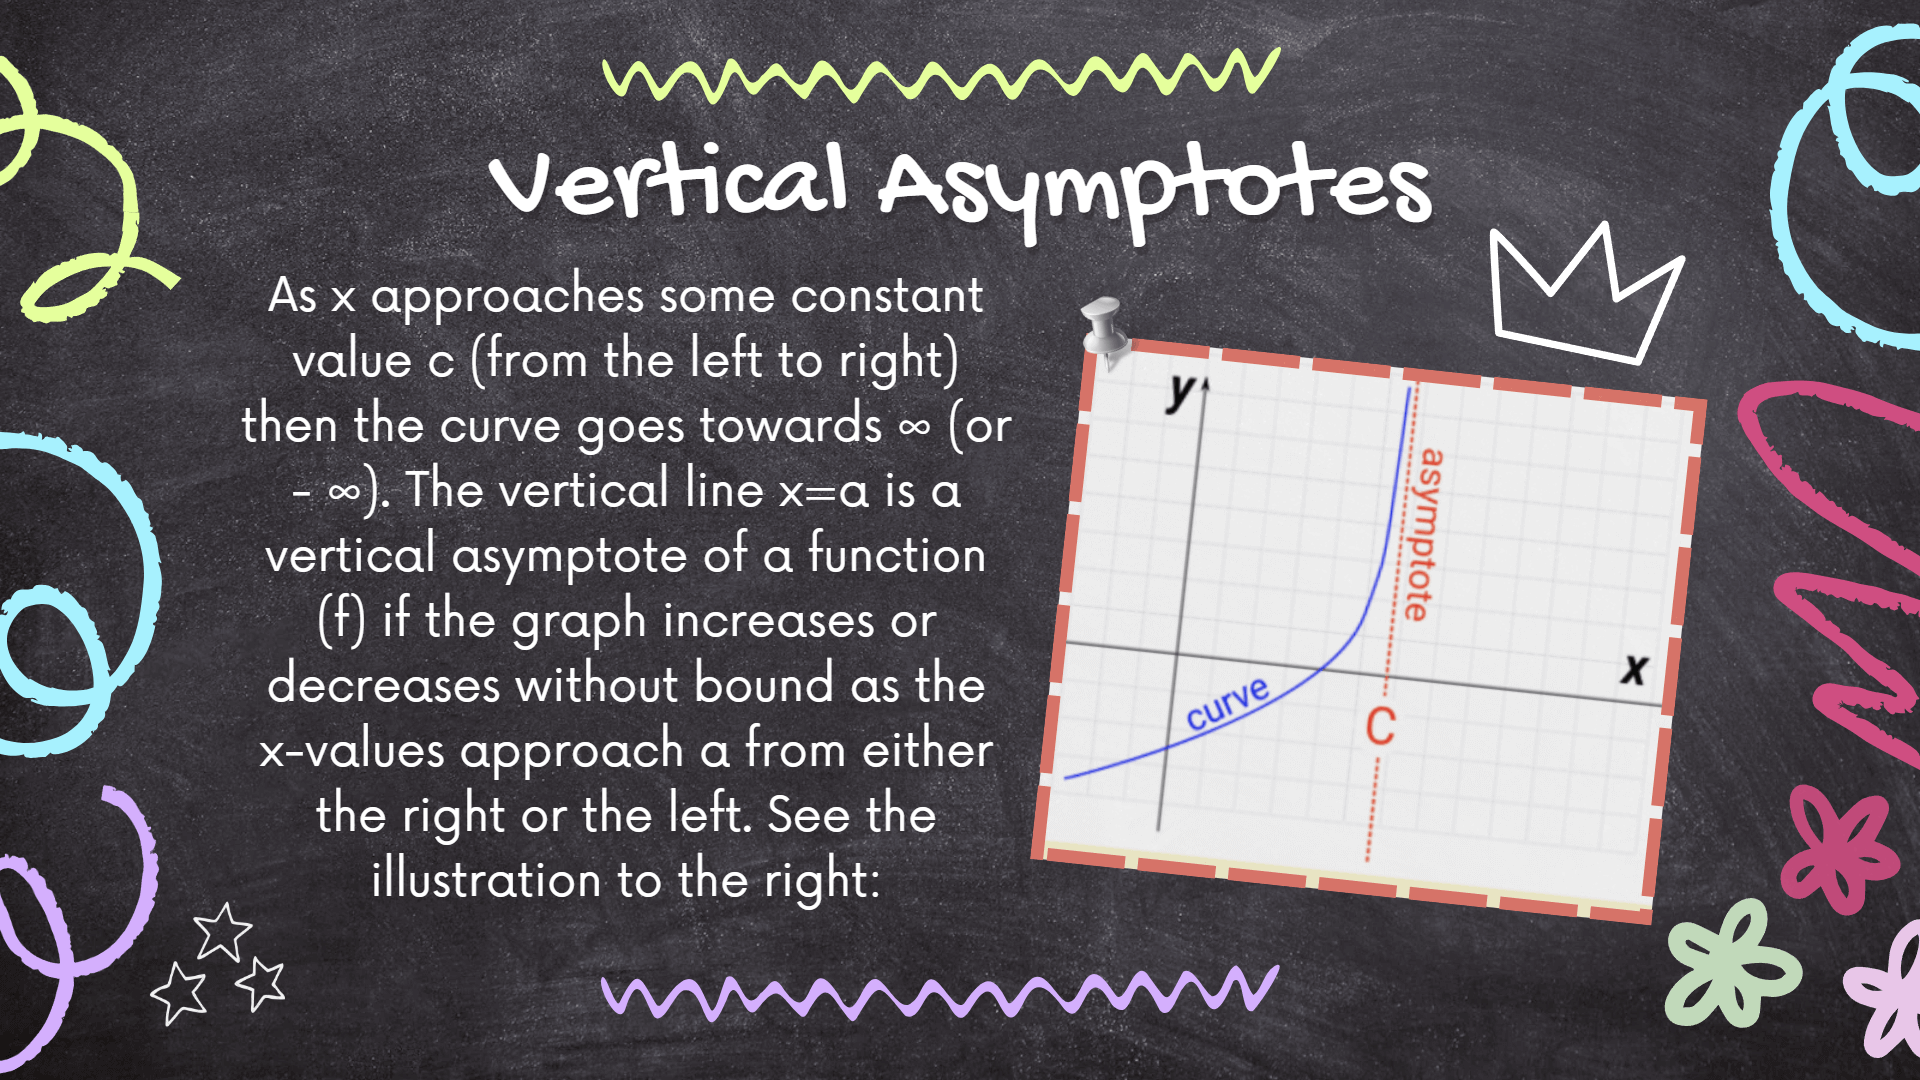 Vertical Asymptotes
As x approaches some constant
value c (from the left to right)
then the curve goes towards ∞ (or
- ∞). The vertical line x=a is a
vertical asymptote of a function
(f) if the graph increases or
decreases without bound as the
x-values approach a from either
the right or the left. See the
illustration to the right:
y
asymptote
x
curve
C